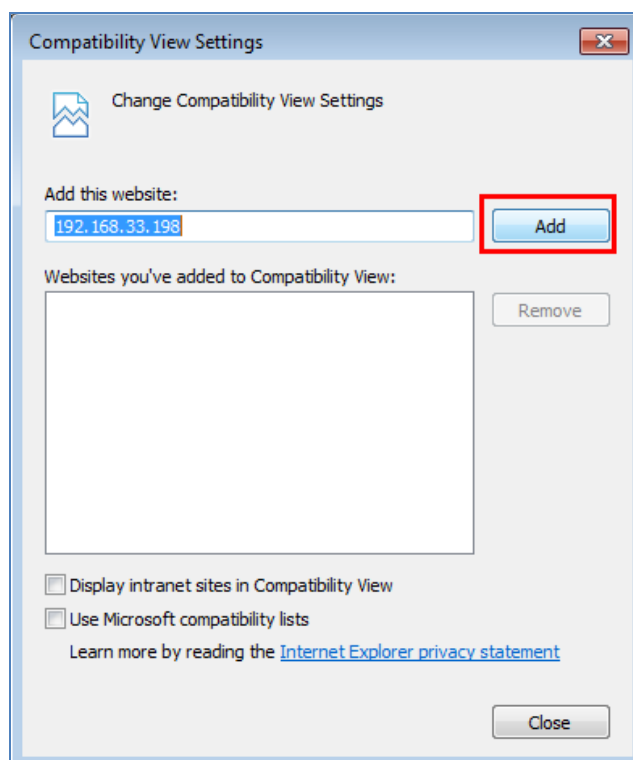 Compatibility View Settings
Change Compatibility View Settings
Add this website:
192.168.33.198
Add
Websites you've added to Compatibility View:
Remove
Display intranet sites in Compatibility View
Use Microsoft compatibility lists
Learn more by reading the Internet Explorer privacy statement
Close